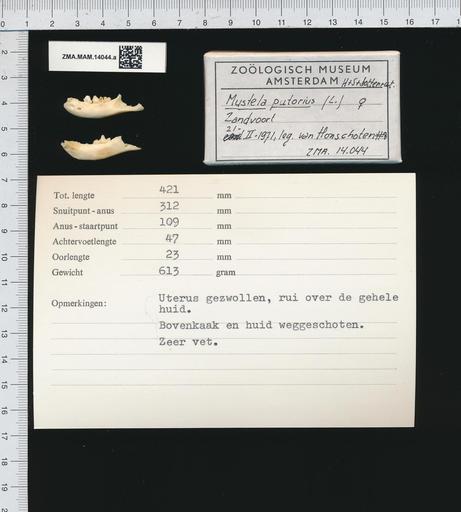 ZMA.MAM.14044.a
ZOÖLOGISCH MUSEUM
AMSTERDAM
Mustela putorius (L.) ♀
Zandvoort
21- II-1971, leg. van
ZMA. 14.044
Tot. lengte 421 mm
Snuitpunt - anus 312 mm
Anus - staartpunt 109 mm
Achtervoetlengte 47 mm
Oorlengte 23 mm
Gewicht 613 gram
Opmerkingen: Uterus gezwollen, rui over de gehele
huid.
Bovenkaak en huid weggeschoten.
Zeer vet.